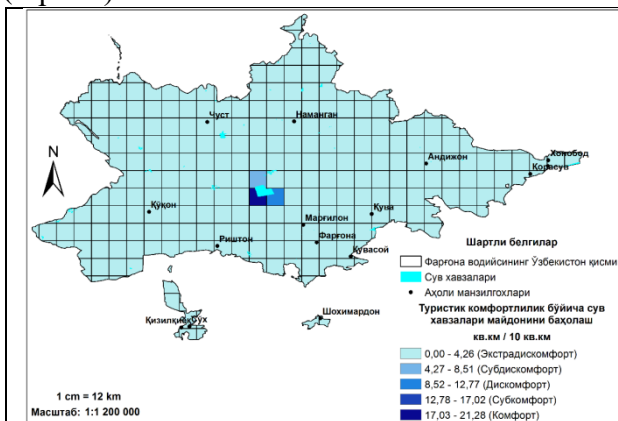 Чуст
Наманган
Андижон
Хонобод
Қорасув
Қўқон
Қува
Марғилон
Фарғона
Риштон
Қувасой
Шохимардон
Сўх
N
Шартли белгилар
Фарғона водийсининг Ўзбекистон қисми
Сув хавзалари
Аҳоли манзилгохлари
Туристик комфортлилик бўйича сув
хавзалари майдонини баҳолаш
кв.км / 10 кв.км
0,00 - 4,26 (Экстрадискомфорт)
4,27 - 8,51 (Субдискомфорт)
8,52 - 12,77 (Дискомфорт)
12,78 - 17,02 (Субкомфорт)
17,03 - 21,28 (Комфорт)
1 cm = 12 km
Масштаб: 1:1 200 000